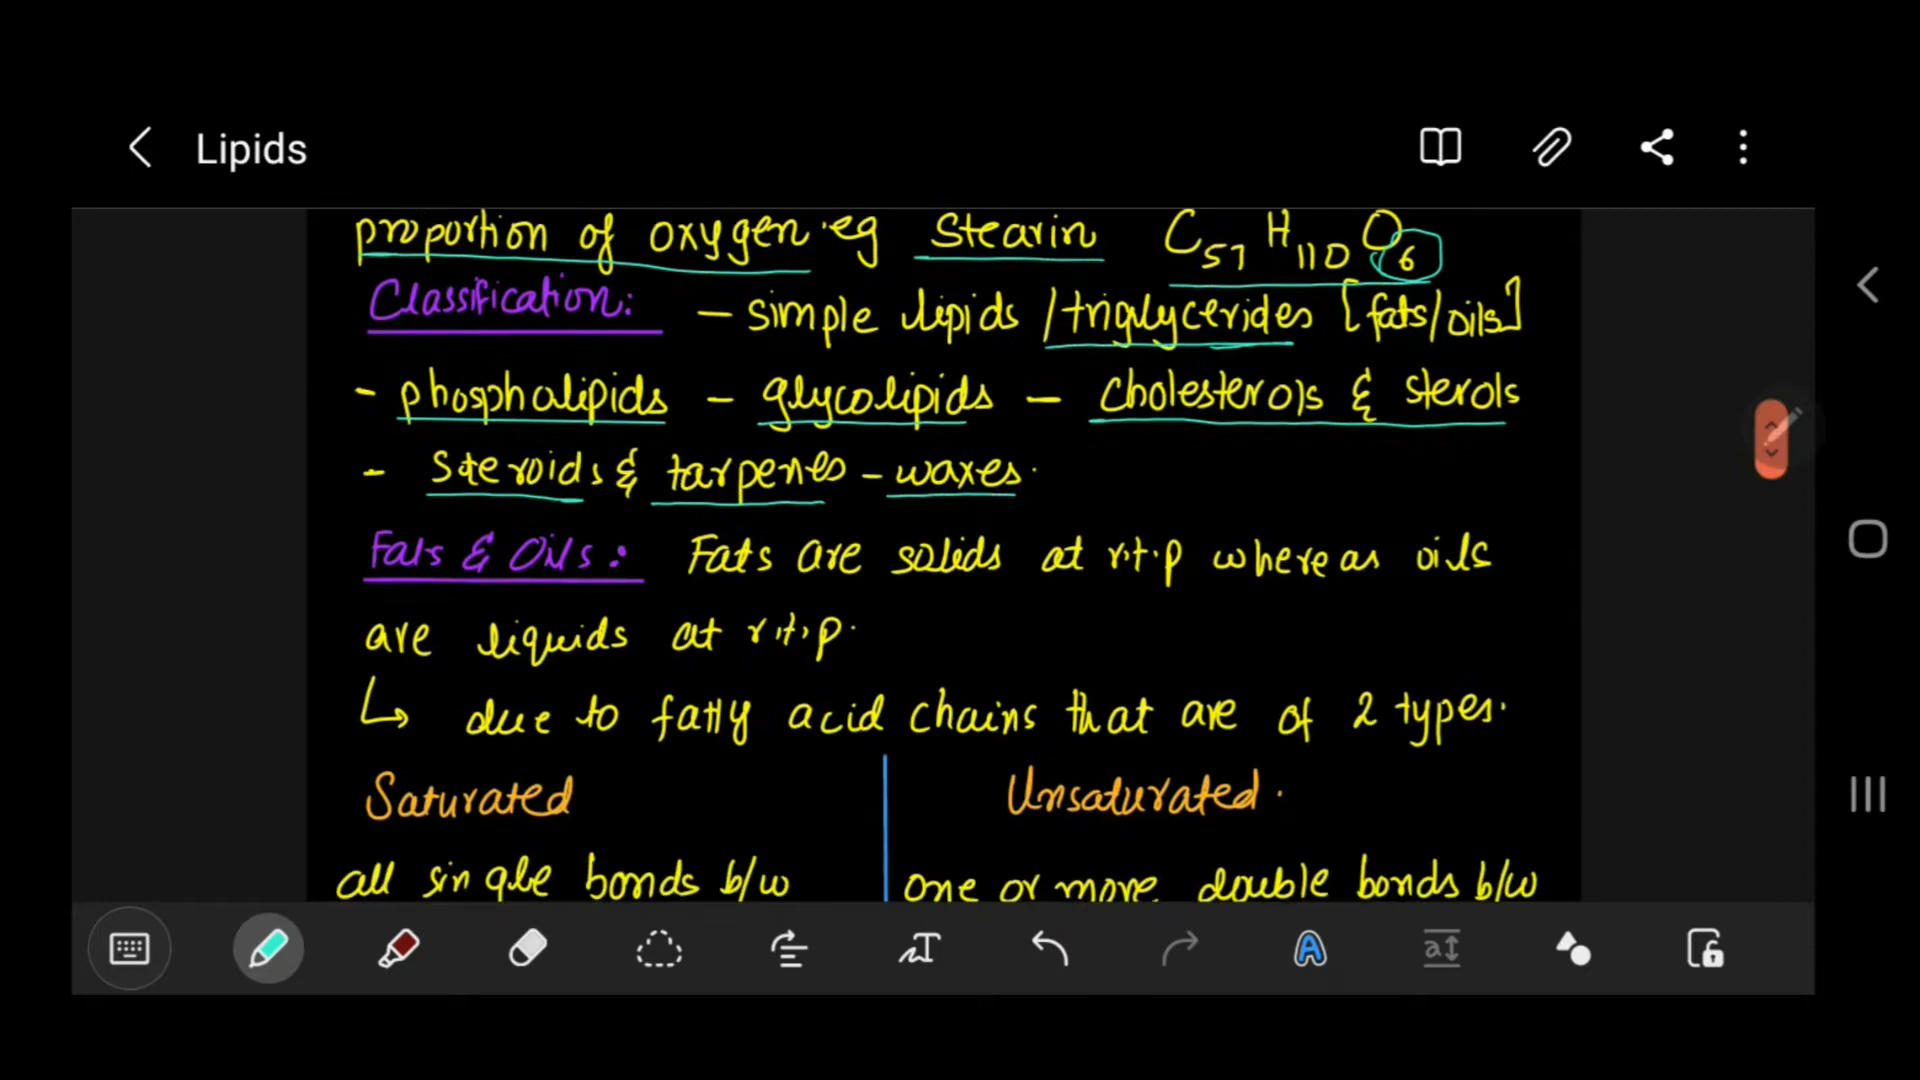 Lipids
proportion of oxygen. eg Stearin C57 H110 O6
Classification: — simple lipids / triglycerides [fats/oils]
- phospholipids - glycolipids - cholesterols & sterols
- Steroids & tarpenes - waxes.
Fats & Oils: Fats are solids at r.t.p where as oils
are liquids at r.t.p.
↳ due to fatty acid chains that are of 2 types.
Saturated Unsaturated.
all single bonds b/w one or more double bonds b/w